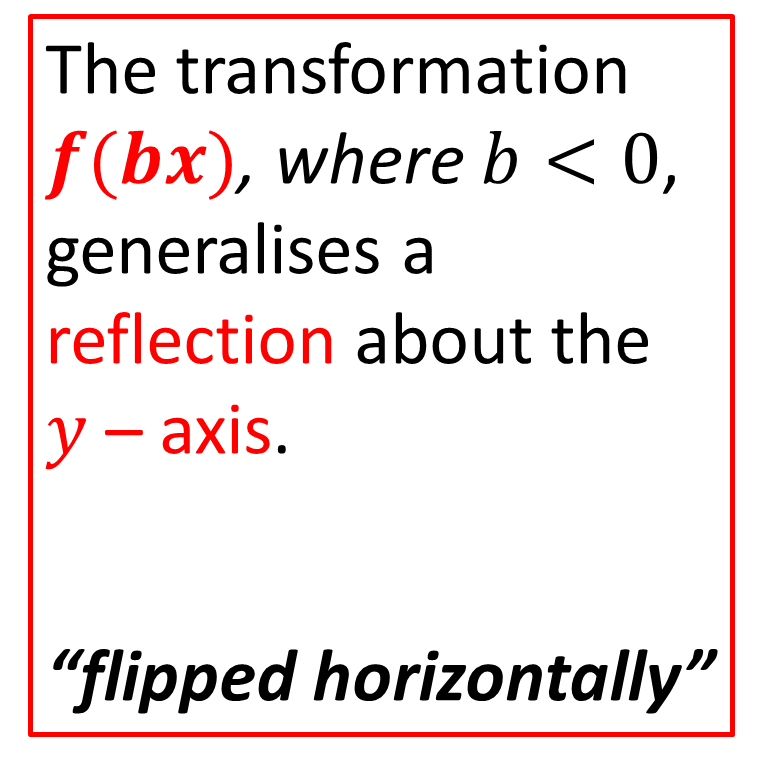 The transformation
f(bx), where b < 0,
generalises a
reflection about the
y – axis.
“flipped horizontally”